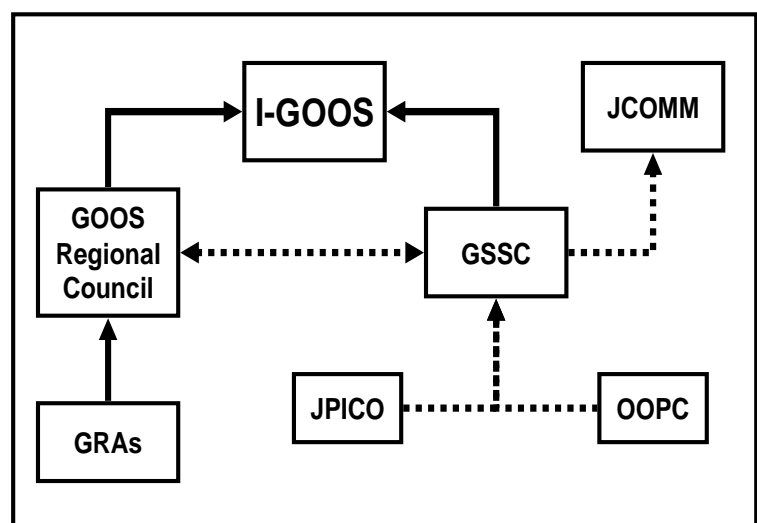 I-GOOS
JCOMM
GOOS
Regional
Council
GSSC
JPICO
OOPC
GRAs